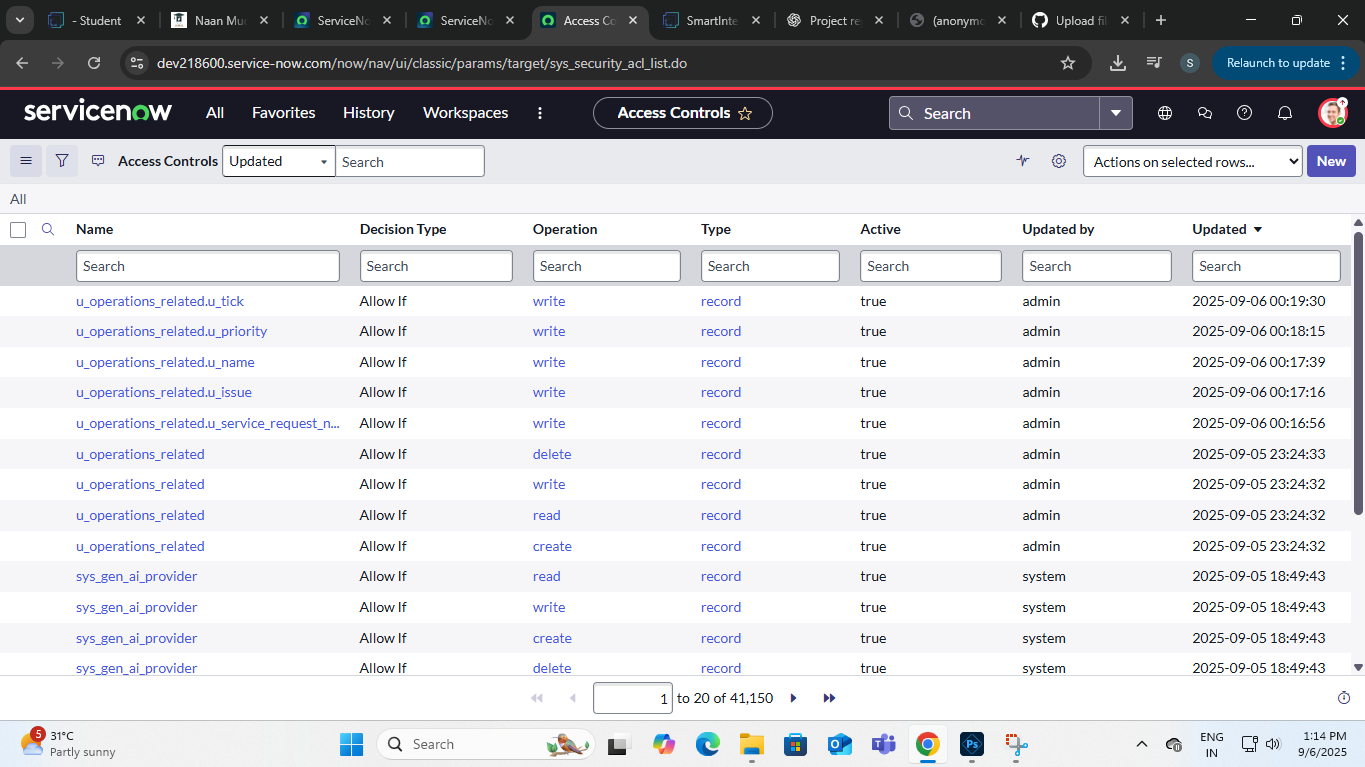 - Student
Naan Mu
ServiceNo
ServiceNo
Access Co
SmartInte
Project re
(anonymo
Upload fil
dev218600.service-now.com/now/nav/ui/classic/params/target/sys_security_acl_list.do
S
Relaunch to update
servicenow
All Favorites History Workspaces
Access Controls
Search
Access Controls Updated Search
Actions on selected rows...
New
All
Name Decision Type Operation Type Active Updated by Updated
Search Search Search Search Search Search Search
u_operations_related.u_tick Allow If write record true admin 2025-09-06 00:19:30
u_operations_related.u_priority Allow If write record true admin 2025-09-06 00:18:15
u_operations_related.u_name Allow If write record true admin 2025-09-06 00:17:39
u_operations_related.u_issue Allow If write record true admin 2025-09-06 00:17:16
u_operations_related.u_service_request_n... Allow If write record true admin 2025-09-06 00:16:56
u_operations_related Allow If delete record true admin 2025-09-05 23:24:33
u_operations_related Allow If write record true admin 2025-09-05 23:24:32
u_operations_related Allow If read record true admin 2025-09-05 23:24:32
u_operations_related Allow If create record true admin 2025-09-05 23:24:32
sys_gen_ai_provider Allow If read record true system 2025-09-05 18:49:43
sys_gen_ai_provider Allow If write record true system 2025-09-05 18:49:43
sys_gen_ai_provider Allow If create record true system 2025-09-05 18:49:43
sys_gen_ai_provider Allow If delete record true system 2025-09-05 18:49:43
1 to 20 of 41,150
5
31°C
Partly sunny
Search
Ps
ENG
IN
1:14 PM
9/6/2025